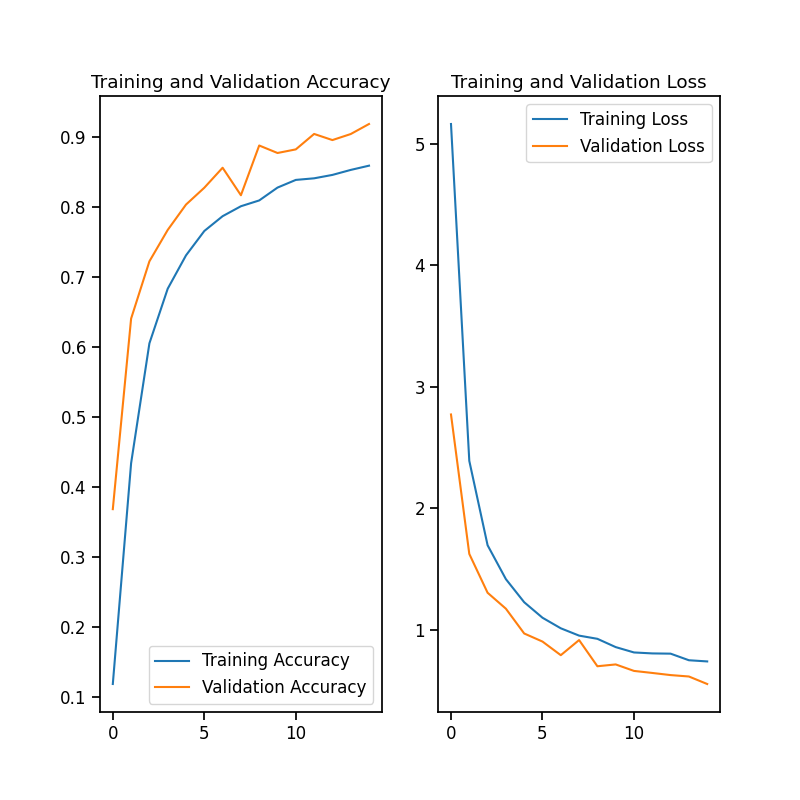 Training and Validation Accuracy
0.9
0.8
0.7
0.6
0.5
0.4
0.3
0.2
0.1
0 5 10
Training Accuracy
Validation Accuracy
Training and Validation Loss
5
4
3
2
1
0 5 10
Training Loss
Validation Loss